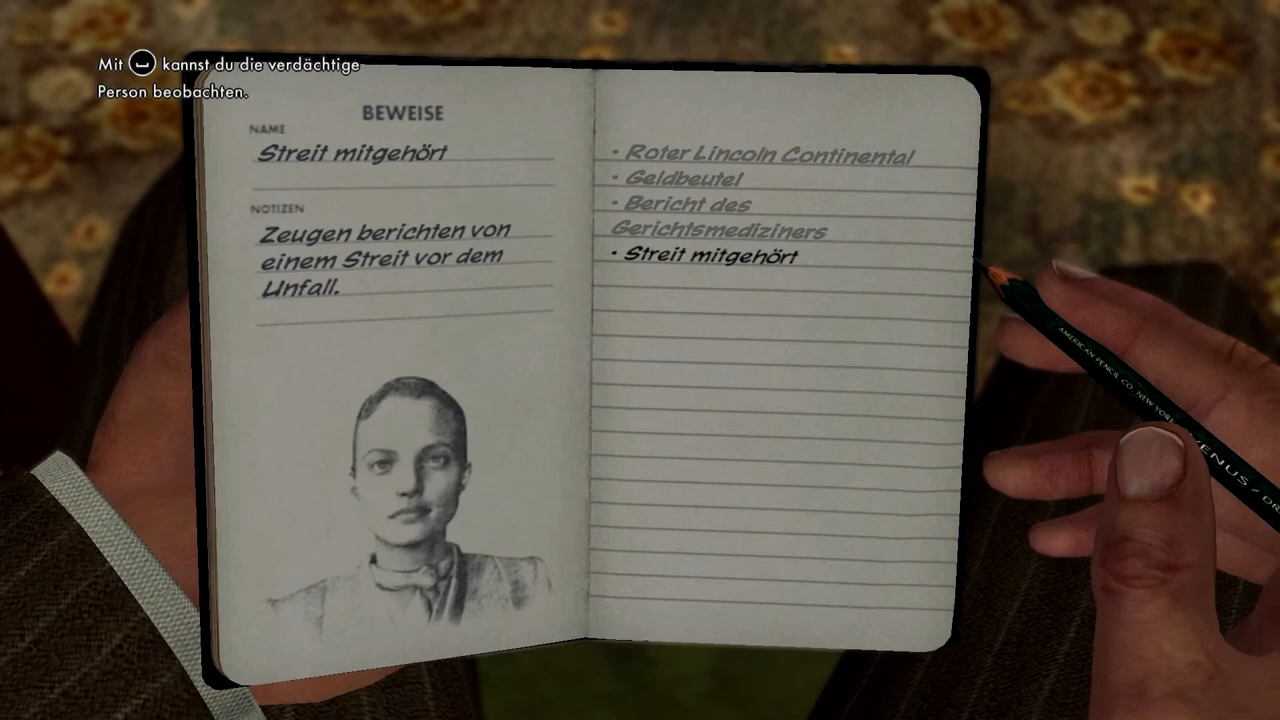 Mit kannst du die verdächtige
Person beobachten.
BEWEISE
NAME
Streit mitgehört
NOTIZEN
Zeugen berichten von
einem Streit vor dem
Unfall.
• Roter Lincoln Continental
• Geldbeutel
• Bericht des
Gerichtsmediziners
• Streit mitgehört
AMERICAN PENCIL CO. NEW YORK
VENUS